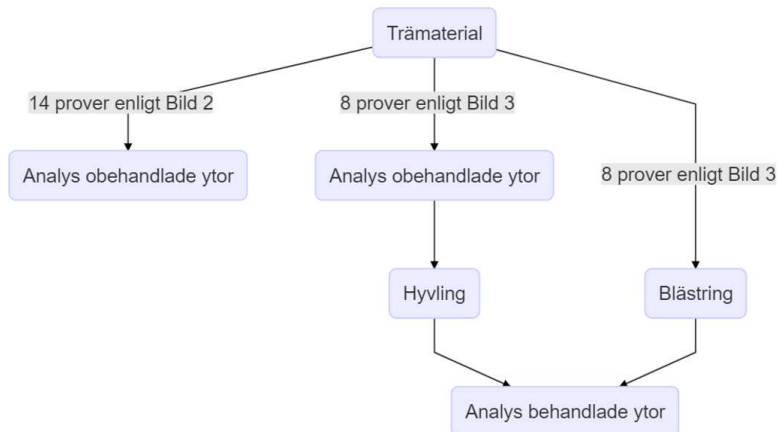 Trämaterial
14 prover enligt Bild 2
8 prover enligt Bild 3
Analys obehandlade ytor
Analys obehandlade ytor
8 prover enligt Bild 3
Hyvling
Blästring
Analys behandlade ytor